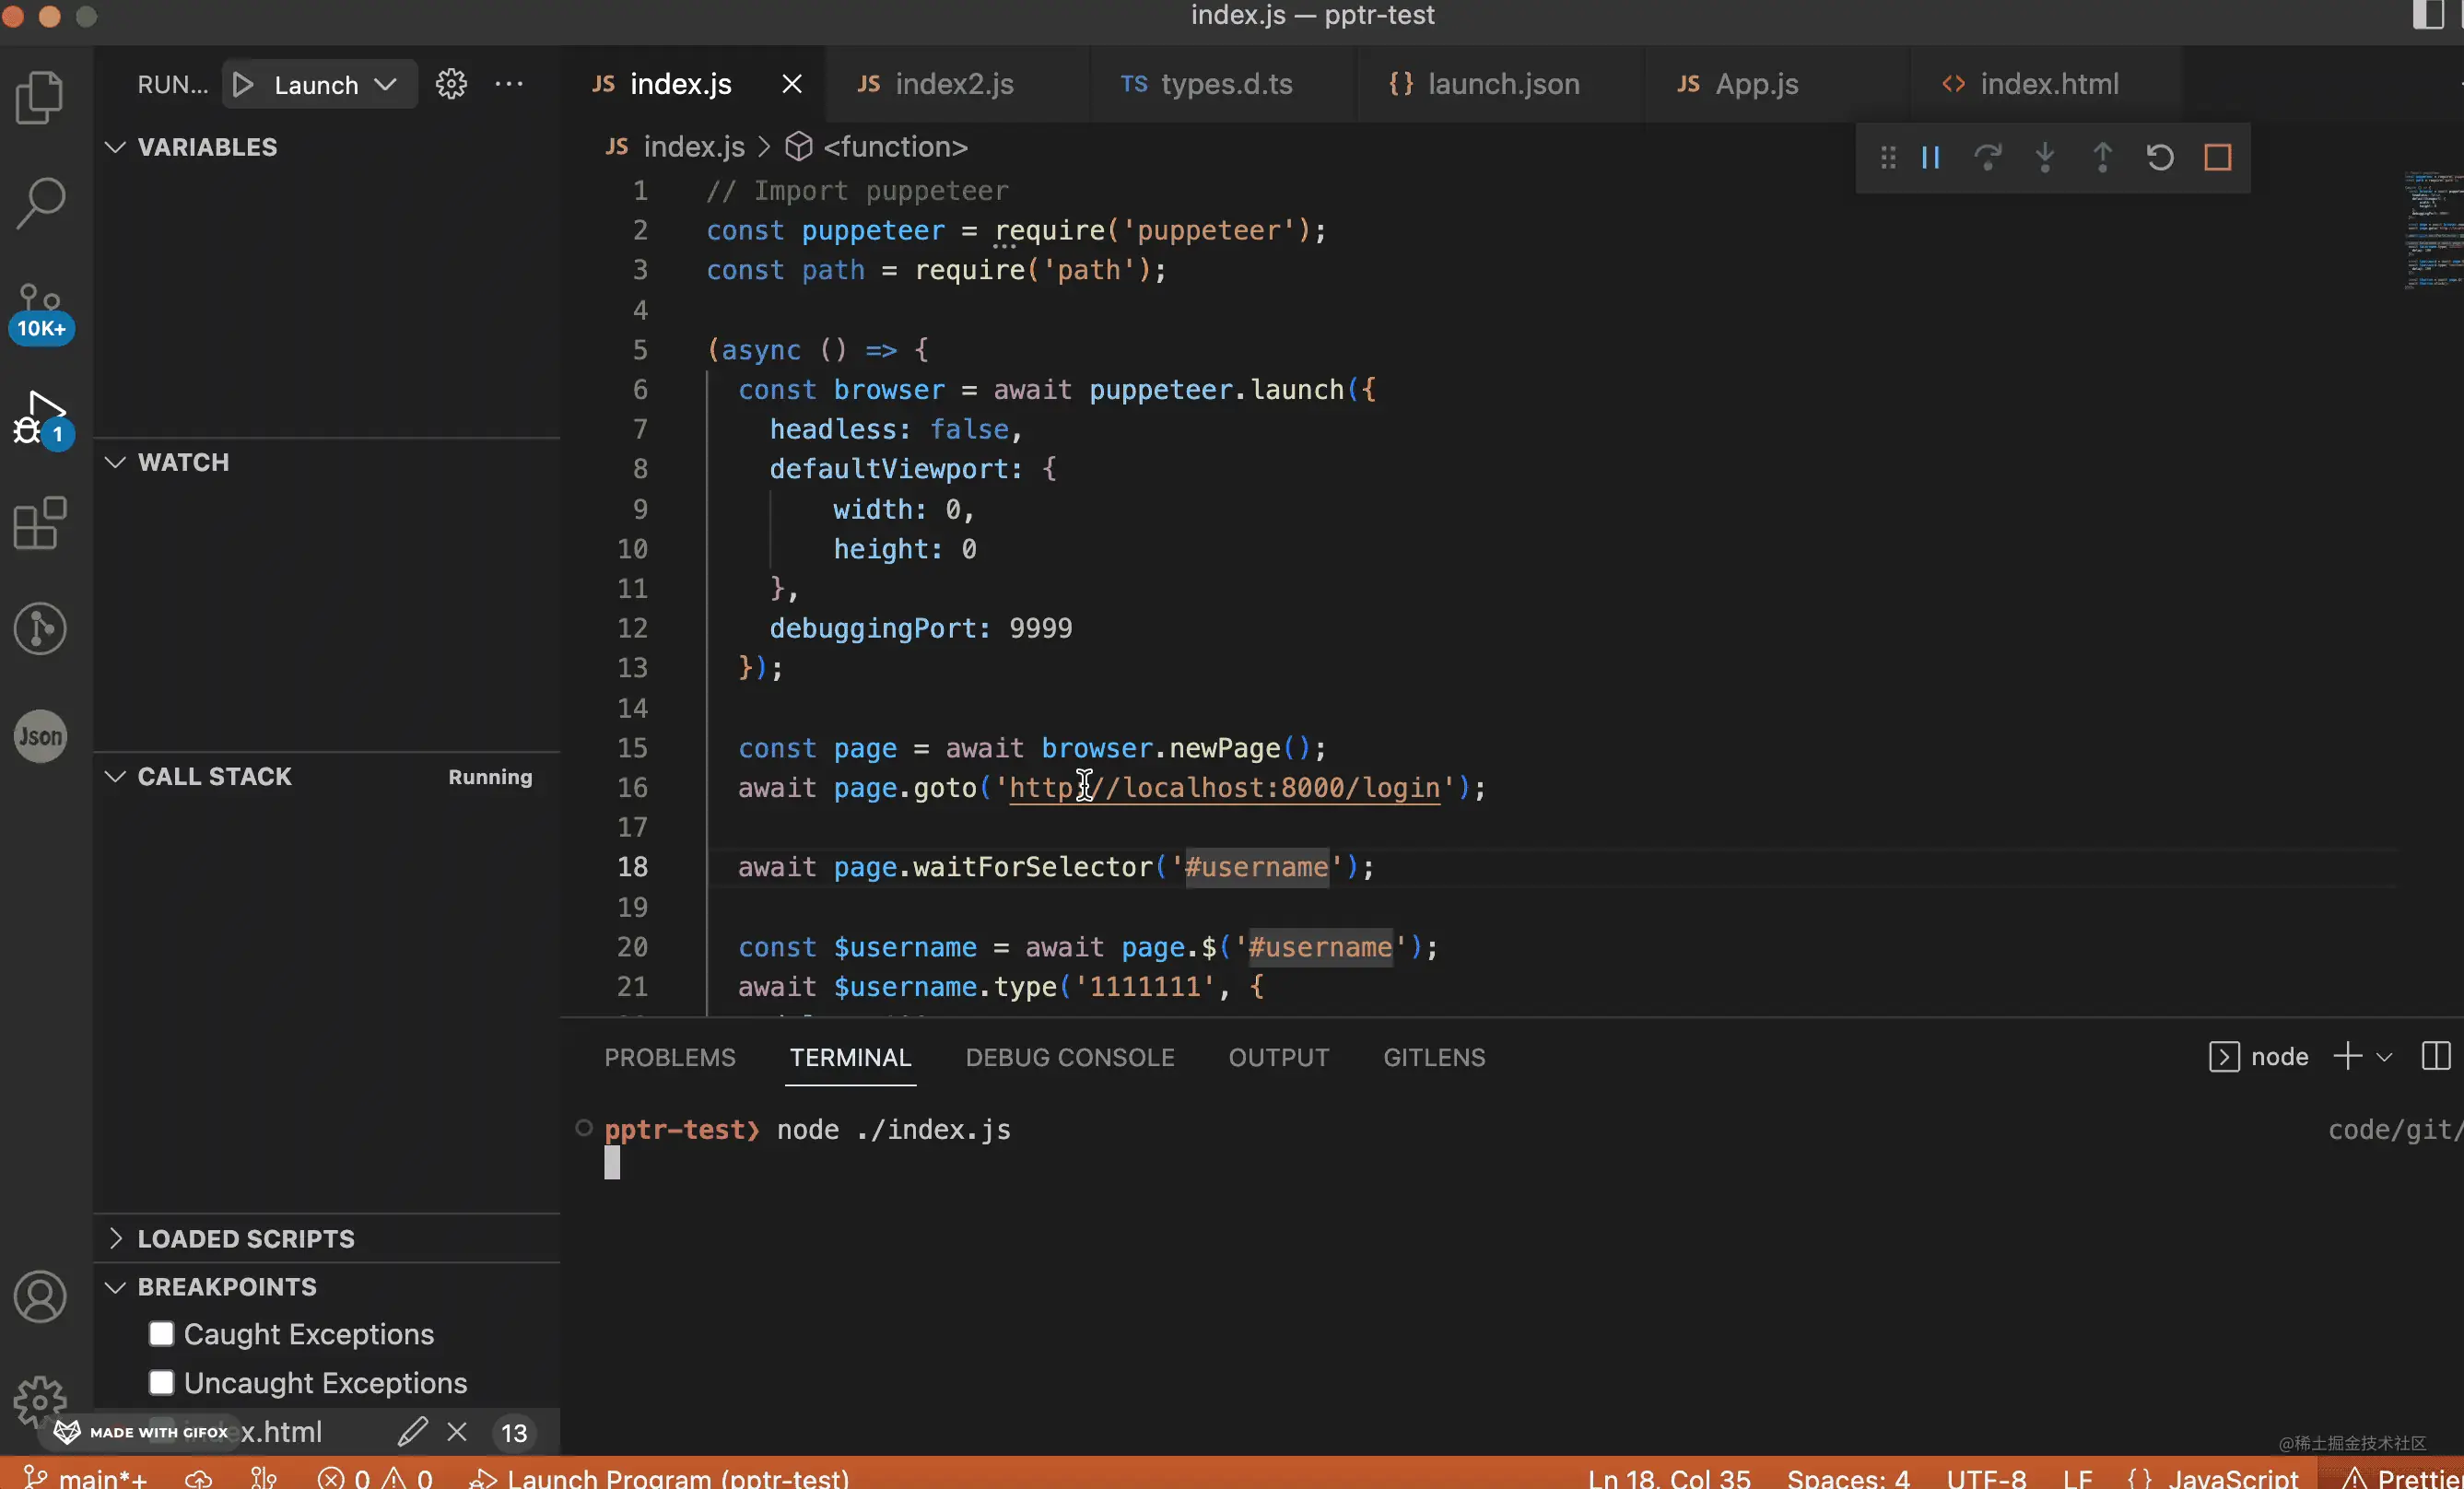 index.js — pptr-test
RUN...
Launch
JS index.js
JS index2.js
TS types.d.ts
{} launch.json
JS App.js
<> index.html
VARIABLES
WATCH
CALL STACK
Running
LOADED SCRIPTS
BREAKPOINTS
Caught Exceptions
Uncaught Exceptions
index.html
13
MADE WITH GIFOX
10K+
1
Json
JS index.js > <function>
1 // Import puppeteer
2 const puppeteer = require('puppeteer');
3 const path = require('path');
4
5 (async () => {
6 const browser = await puppeteer.launch({
7 headless: false,
8 defaultViewport: {
9 width: 0,
10 height: 0
11 },
12 debuggingPort: 9999
13 });
14
15 const page = await browser.newPage();
16 await page.goto('http://localhost:8000/login');
17
18 await page.waitForSelector('#username');
19
20 const $username = await page.$('#username');
21 await $username.type('1111111', {
PROBLEMS TERMINAL DEBUG CONSOLE OUTPUT GITLENS
node
pptr-test❯ node ./index.js
code/git/
@稀土掘金技术社区
main*+
0 0
Launch Program (pptr-test)
Ln 18, Col 35
Spaces: 4
UTF-8
LF
{} JavaScript
Prettier